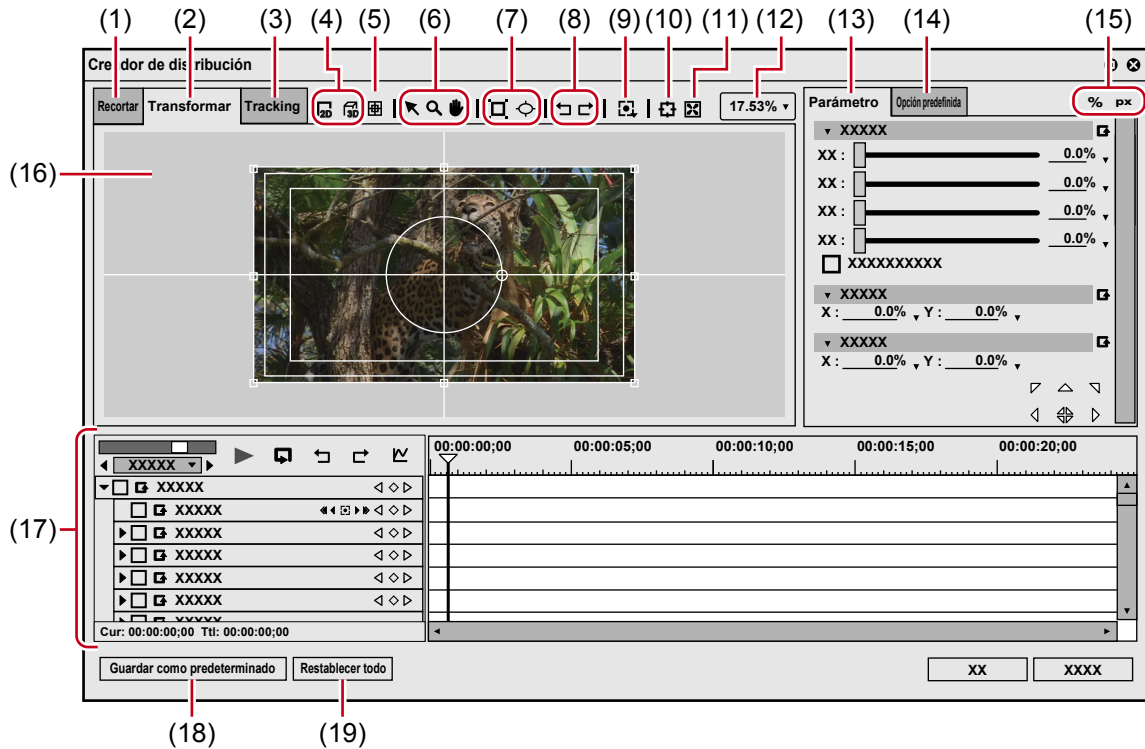 (1) (2) (3) (4) (5) (6) (7) (8) (9) (10) (11) (12) (13) (14) (15)
Creador de distribución
Recortar Transformar Tracking 2D 3D 17.53% Parámetro Opción predefinida % px
XXXXX
XX : 0.0%
XX : 0.0%
XX : 0.0%
XX : 0.0%
XXXXXXXXXX
XXXXX
X : 0.0% Y : 0.0%
XXXXX
X : 0.0% Y : 0.0%
(16)
(17)
XXXXX
00:00:00;00 00:00:05;00 00:00:10;00 00:00:15;00 00:00:20;00
XXXXX
XXXXX
XXXXX
XXXXX
XXXXX
XXXXX
XXXXX
Cur: 00:00:00;00 Ttl: 00:00:00;00
Guardar como predeterminado Restablecer todo XX XXXX
(18) (19)